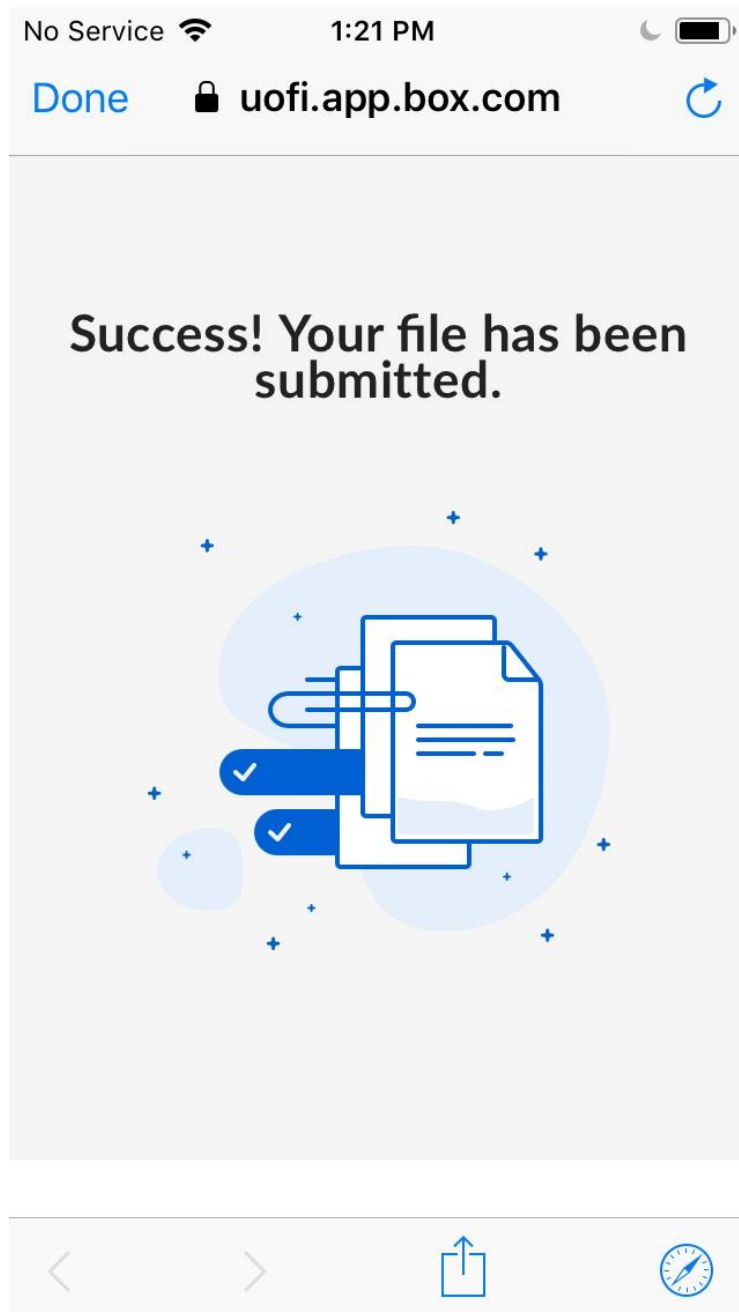 No Service 1:21 PM
Done uofi.app.box.com
Success! Your file has been
submitted.